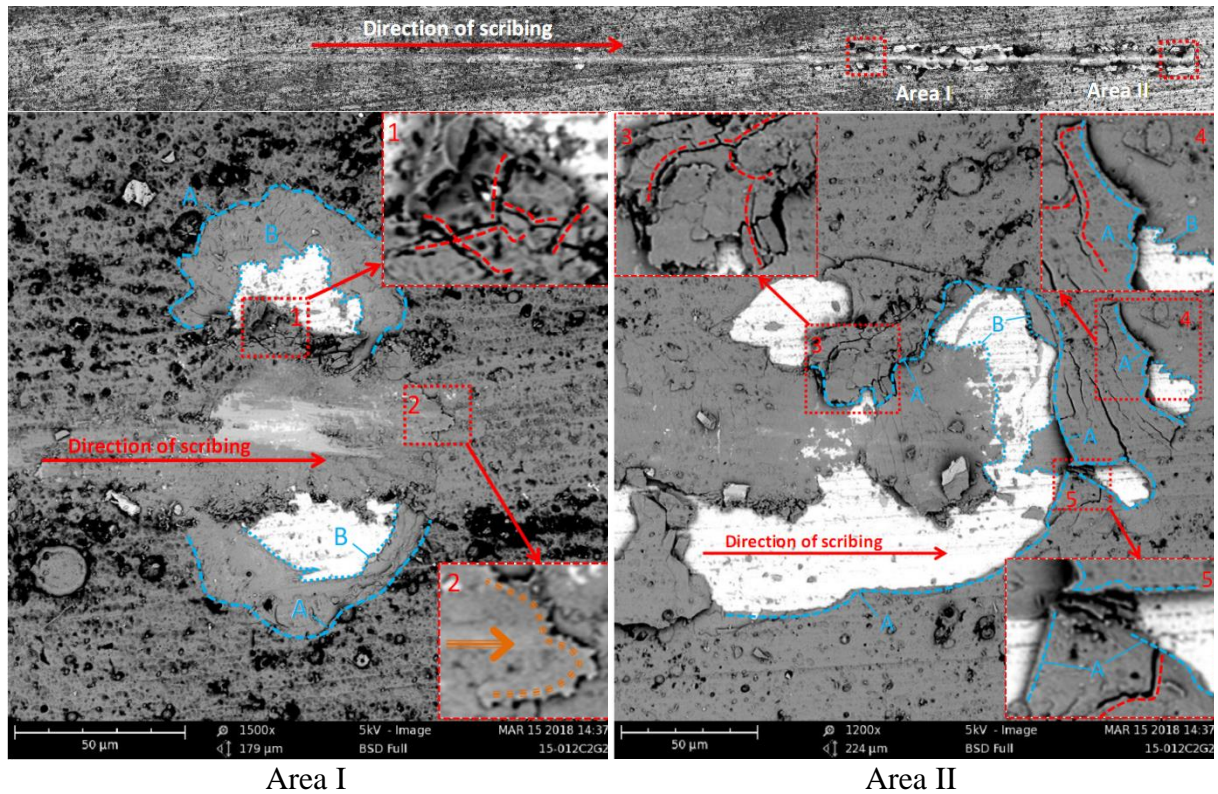 Direction of scribing
Area I
Area II
1
A
B
1
2
Direction of scribing
B
A
2
50 µm
1500x
179 µm
5kV - Image
BSD Full
MAR 15 2018 14:37
15-012C2G2
3
4
A
B
B
3
4
A
A
A
5
Direction of scribing
A
5
A
50 µm
1200x
224 µm
5kV - Image
BSD Full
MAR 15 2018 14:37
15-012C2G2
Area I
Area II